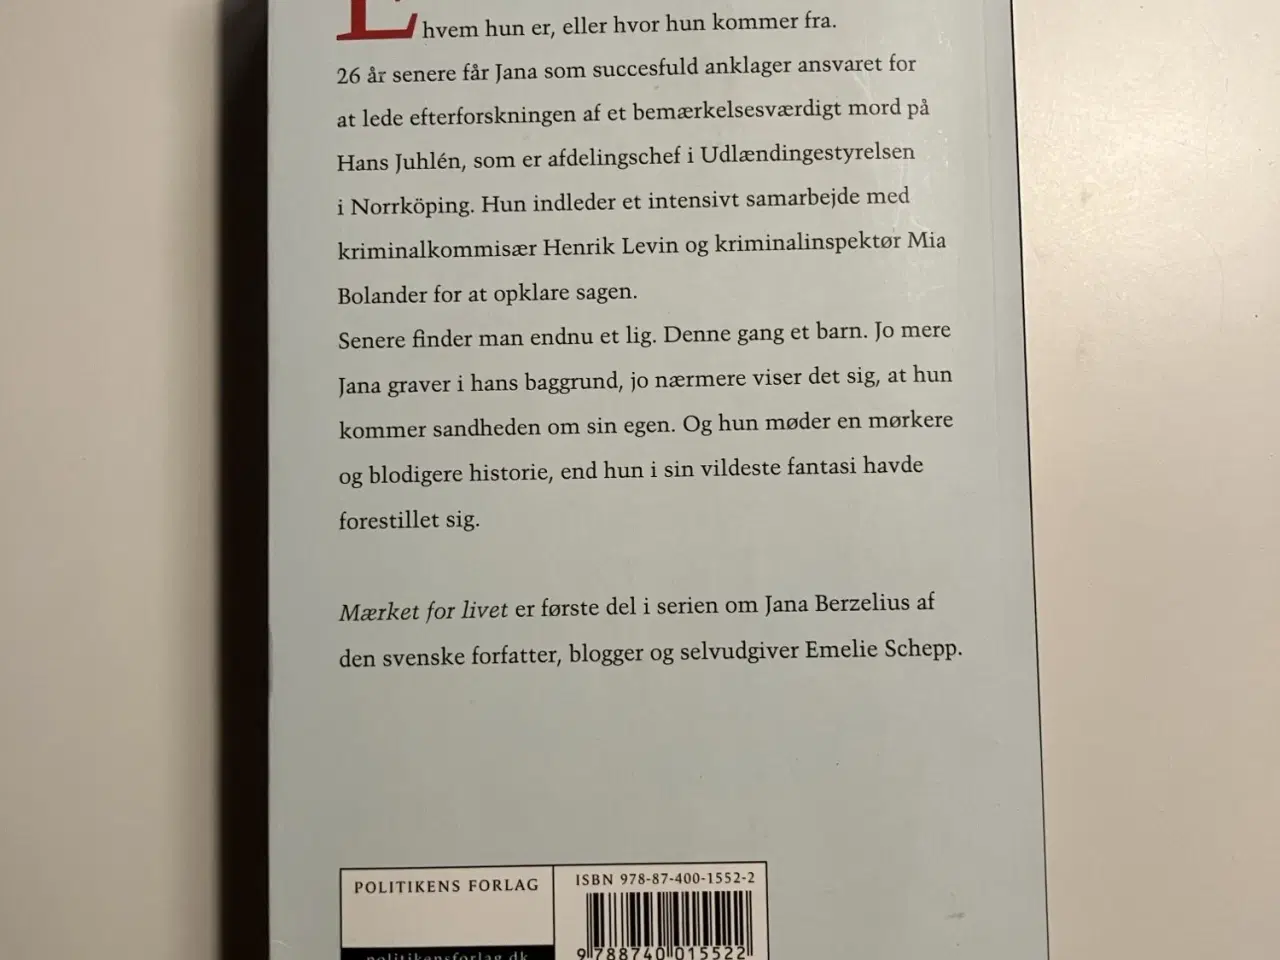 E
hvem hun er, eller hvor hun kommer fra.
26 år senere får Jana som succesfuld anklager ansvaret for
at lede efterforskningen af et bemærkelsesværdigt mord på
Hans Juhlén, som er afdelingschef i Udlændingestyrelsen
i Norrköping. Hun indleder et intensivt samarbejde med
kriminalkommisær Henrik Levin og kriminalinspektør Mia
Bolander for at opklare sagen.
Senere finder man endnu et lig. Denne gang et barn. Jo mere
Jana graver i hans baggrund, jo nærmere viser det sig, at hun
kommer sandheden om sin egen. Og hun møder en mørkere
og blodigere historie, end hun i sin vildeste fantasi havde
forestillet sig.
Mærket for livet er første del i serien om Jana Berzelius af
den svenske forfatter, blogger og selvudgiver Emelie Schepp.
POLITIKENS FORLAG
politikensforlag.dk
ISBN 978-87-400-1552-2
9 788740 015522